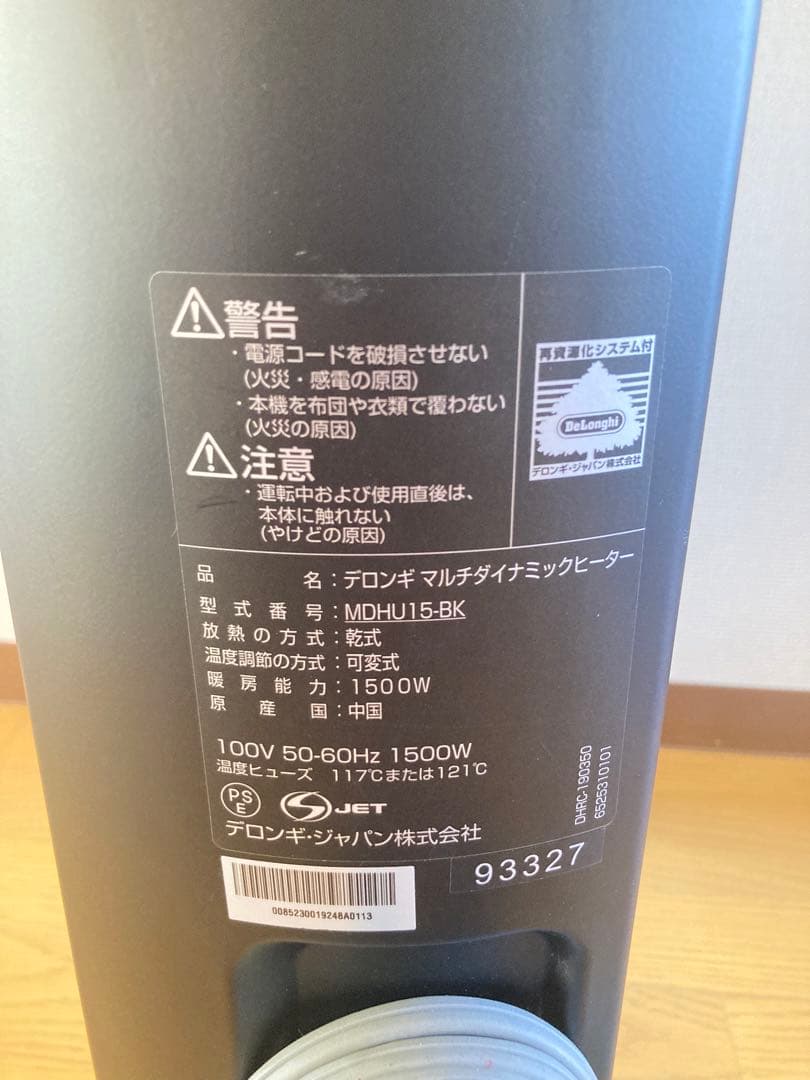 警告
・電源コードを破損させない
(火災・感電の原因)
・本機を布団や衣類で覆わない
(火災の原因)
注意
・運転中および使用直後は、
本体に触れない
(やけどの原因)
再資源化システム付
DeLonghi
デロンギ・ジャパン株式会社
品名：デロンギ マルチダイナミックヒーター
型式番号：MDHU15-BK
放熱の方式：乾式
温度調節の方式：可変式
暖房能力：1500W
原産国：中国
100V 50-60Hz 1500W
温度ヒューズ 117℃または121℃
PSE
JET
デロンギ・ジャパン株式会社
DHRC-190350
6525310101
93327
0085230019248A0113